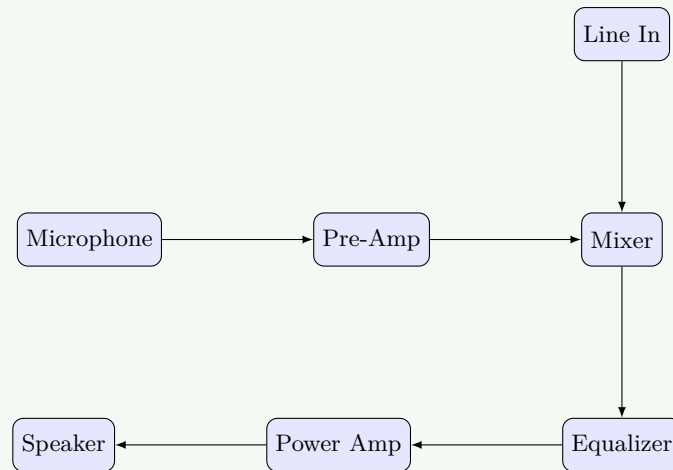 Line In
Microphone
Pre-Amp
Mixer
Speaker
Power Amp
Equalizer